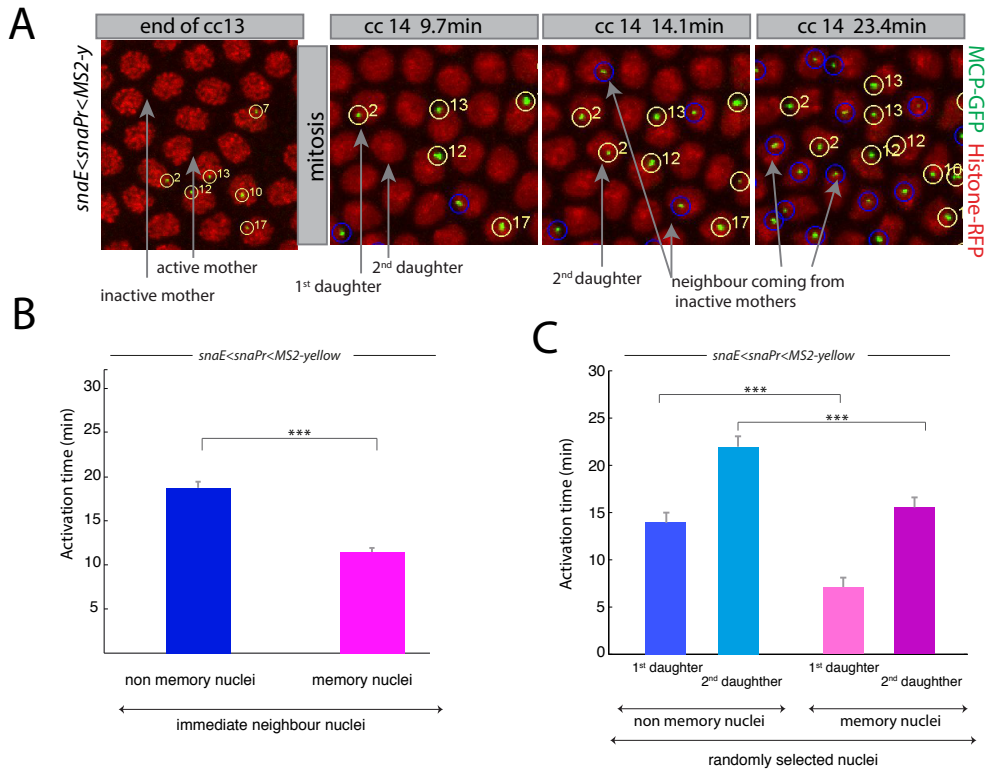 A
end of cc13
cc 14 9.7min
cc 14 14.1min
cc 14 23.4min
snaE<snaPr<MS2-y
mitosis
MCP-GFP Histone-RFP
7
2
13
12
10
17
2
13
12
17
2
13
2
12
2
13
13
2
12
12
10
1
active mother
inactive mother
1st daughter
2nd daughter
2nd daughter
neighbour coming from
inactive mothers
B
snaE<snaPr<MS2-yellow
Activation time (min)
30
25
20
15
10
5
***
non memory nuclei
memory nuclei
immediate neighbour nuclei
C
snaE<snaPr<MS2-yellow
Activation time (min)
30
25
20
15
10
5
0
***
***
1st daughter
2nd daughther
1st daughter
2nd daughther
non memory nuclei
memory nuclei
randomly selected nuclei